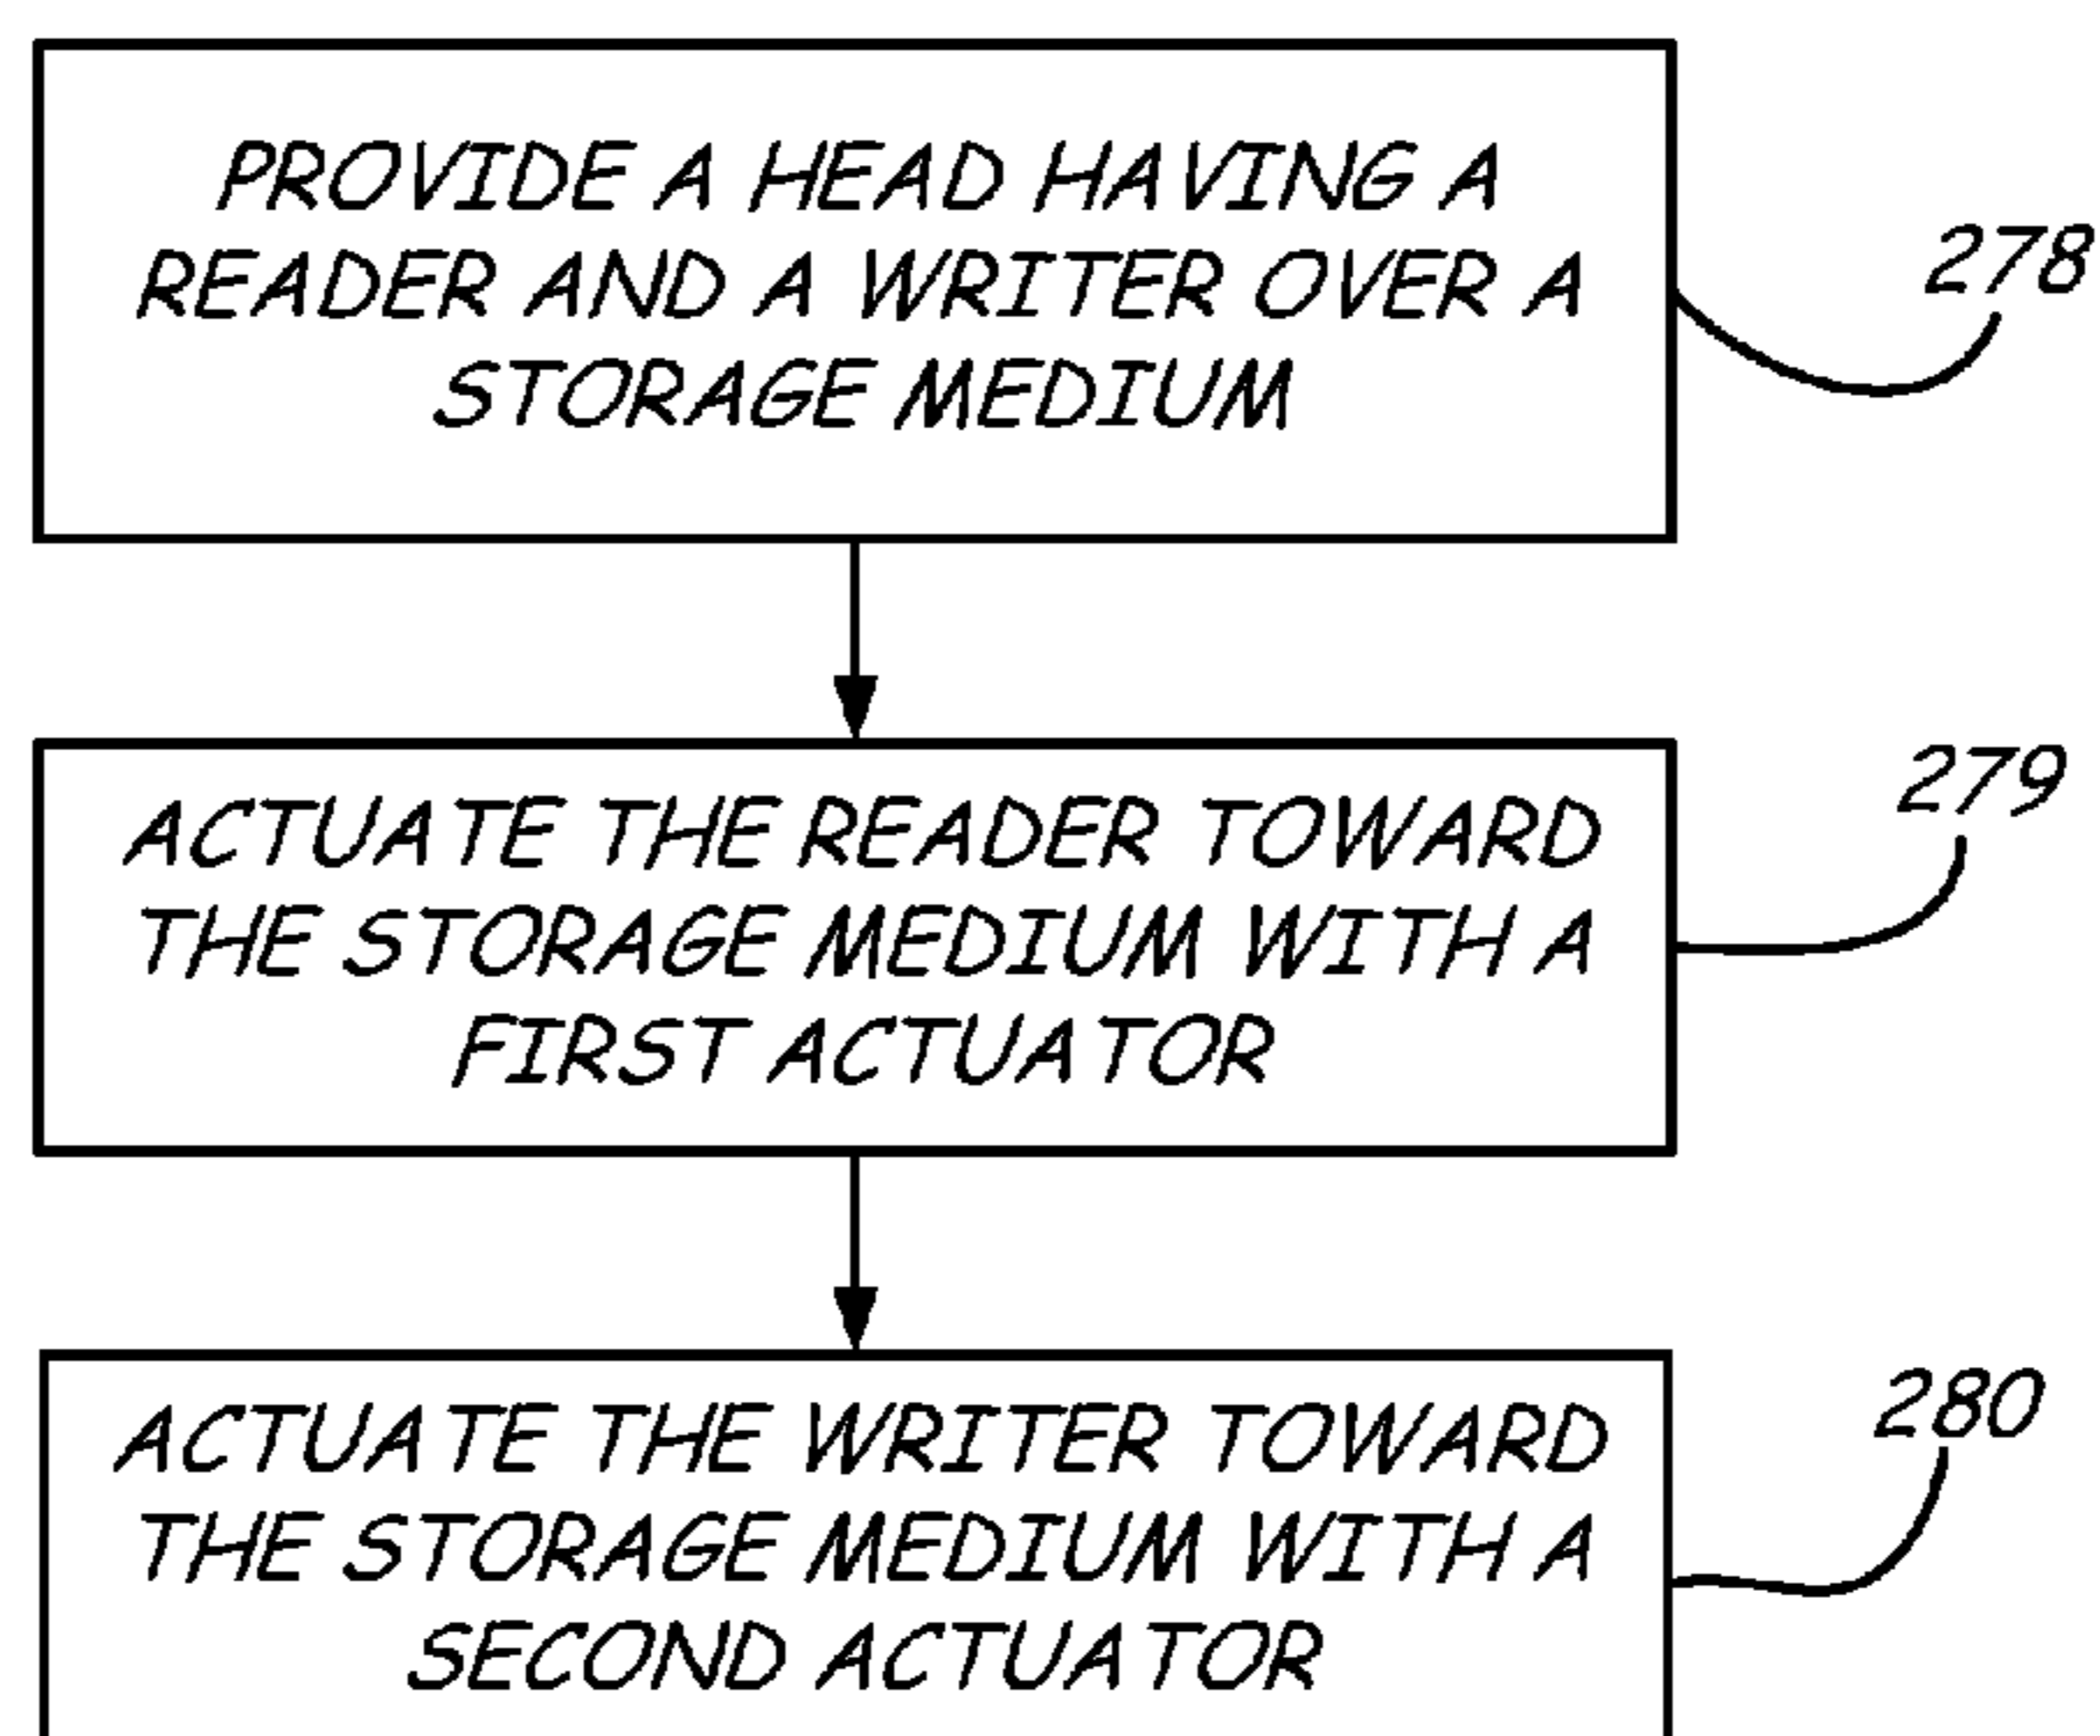 PROVIDE A HEAD HAVING A
READER AND A WRITER OVER A
STORAGE MEDIUM
278
ACTUATE THE READER TOWARD
THE STORAGE MEDIUM WITH A
FIRST ACTUATOR
279
ACTUATE THE WRITER TOWARD
THE STORAGE MEDIUM WITH A
SECOND ACTUATOR
280